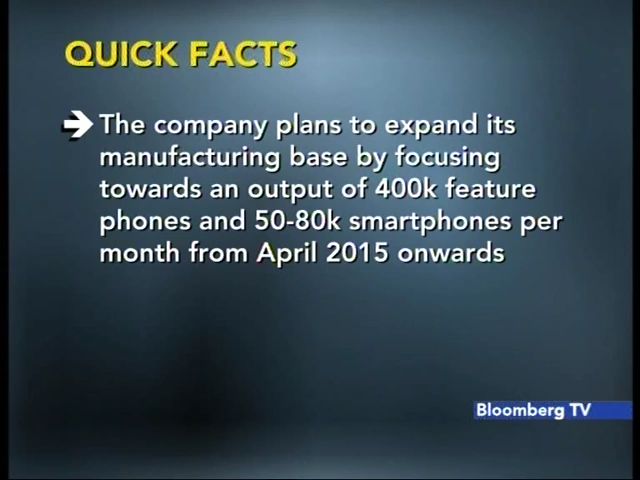 QUICK FACTS
The company plans to expand its
manufacturing base by focusing
towards an output of 400k feature
phones and 50-80k smartphones per
month from April 2015 onwards
Bloomberg TV